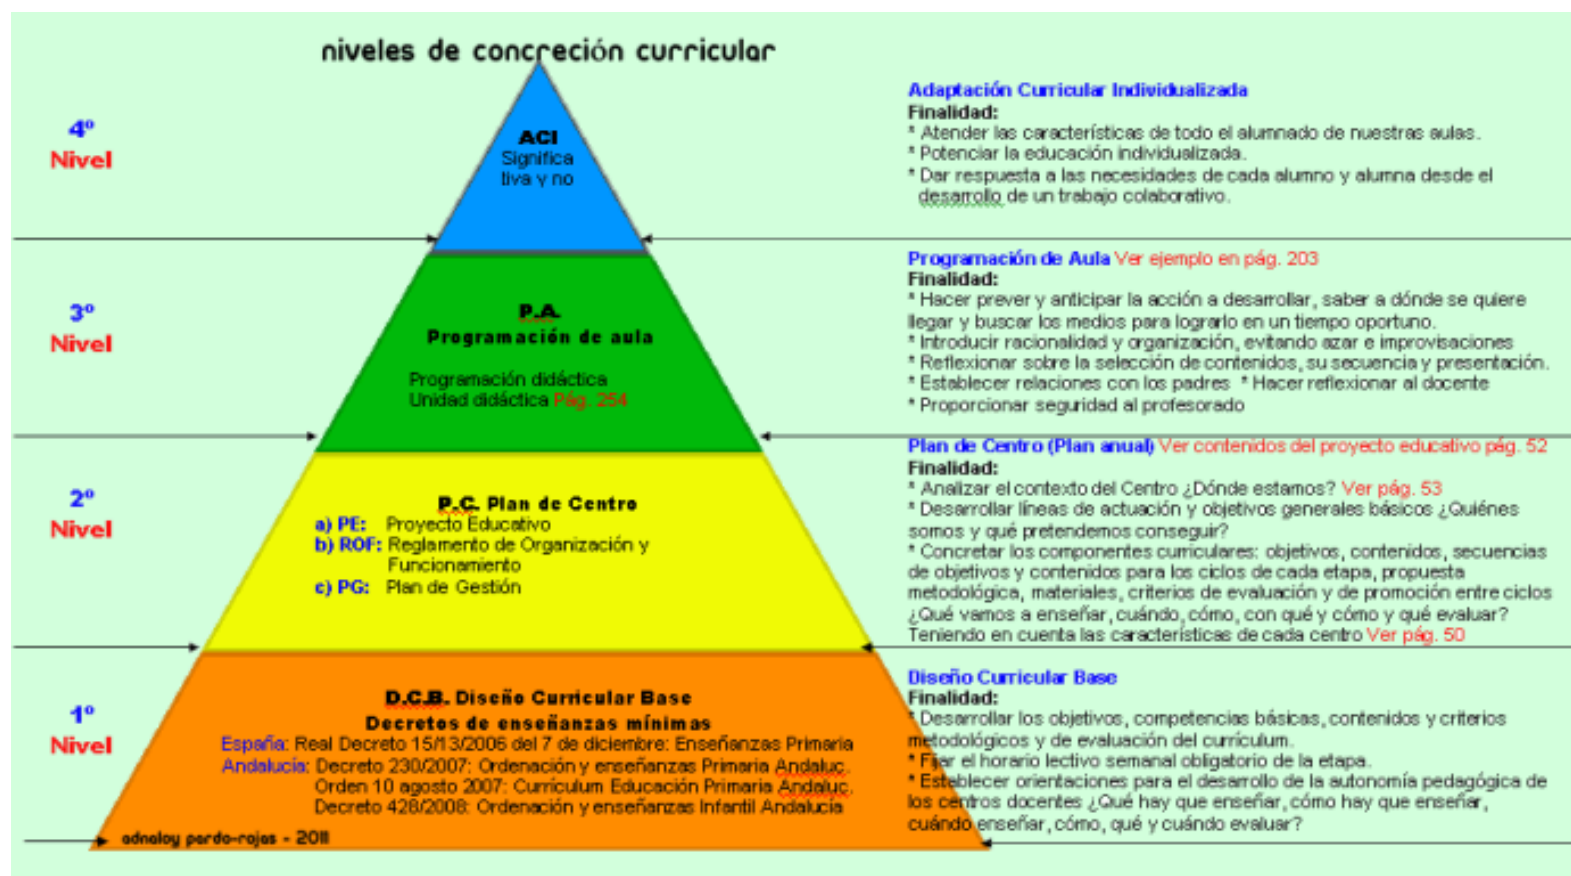 niveles de concreción curricular
4º
Nivel
ACI
Significa
tiva y no
Adaptación Curricular Individualizada
Finalidad:
* Atender las características de todo el alumnado de nuestras aulas.
* Potenciar la educación individualizada.
* Dar respuesta a las necesidades de cada alumno y alumna desde el
desarrollo de un trabajo colaborativo.
3º
Nivel
P.A.
Programación de aula
Programación didáctica
Unidad didáctica Pág. 254
Programación de Aula Ver ejemplo en pág. 203
Finalidad:
* Hacer prever y anticipar la acción a desarrollar, saber a dónde se quiere
llegar y buscar los medios para lograrlo en un tiempo oportuno.
* Introducir racionalidad y organización, evitando azar e improvisaciones
* Reflexionar sobre la selección de contenidos, su secuencia y presentación.
* Establecer relaciones con los padres * Hacer reflexionar al docente
* Proporcionar seguridad al profesorado
2º
Nivel
P.C. Plan de Centro
a) PE: Proyecto Educativo
b) ROF: Reglamento de Organización y
Funcionamiento
c) PG: Plan de Gestión
Plan de Centro (Plan anual) Ver contenidos del proyecto educativo pág. 52
Finalidad:
* Analizar el contexto del Centro ¿Dónde estamos? Ver pág. 53
* Desarrollar líneas de actuación y objetivos generales básicos ¿Quiénes
somos y qué pretendemos conseguir?
* Concretar los componentes curriculares: objetivos, contenidos, secuencias
de objetivos y contenidos para los ciclos de cada etapa, propuesta
metodológica, materiales, criterios de evaluación y de promoción entre ciclos
¿Qué vamos a enseñar, cuándo, cómo, con qué y cómo y qué evaluar?
Teniendo en cuenta las características de cada centro Ver pág. 50
1º
Nivel
D.C.B. Diseño Curricular Base
Decretos de enseñanzas mínimas
España: Real Decreto 15/13/2006 del 7 de diciembre: Enseñanzas Primaria
Andalucía: Decreto 230/2007: Ordenación y enseñanzas Primaria Andaluc.
Orden 10 agosto 2007: Currículum Educación Primaria Andaluc.
Decreto 428/2008: Ordenación y enseñanzas Infantil Andalucía
adnaloy pardo-rojas - 2011
Diseño Curricular Base
Finalidad:
* Desarrollar los objetivos, competencias básicas, contenidos y criterios
metodológicos y de evaluación del currículum.
* Fijar el horario lectivo semanal obligatorio de la etapa.
* Establecer orientaciones para el desarrollo de la autonomía pedagógica de
los centros docentes ¿Qué hay que enseñar, cómo hay que enseñar,
cuándo enseñar, cómo, qué y cuándo evaluar?